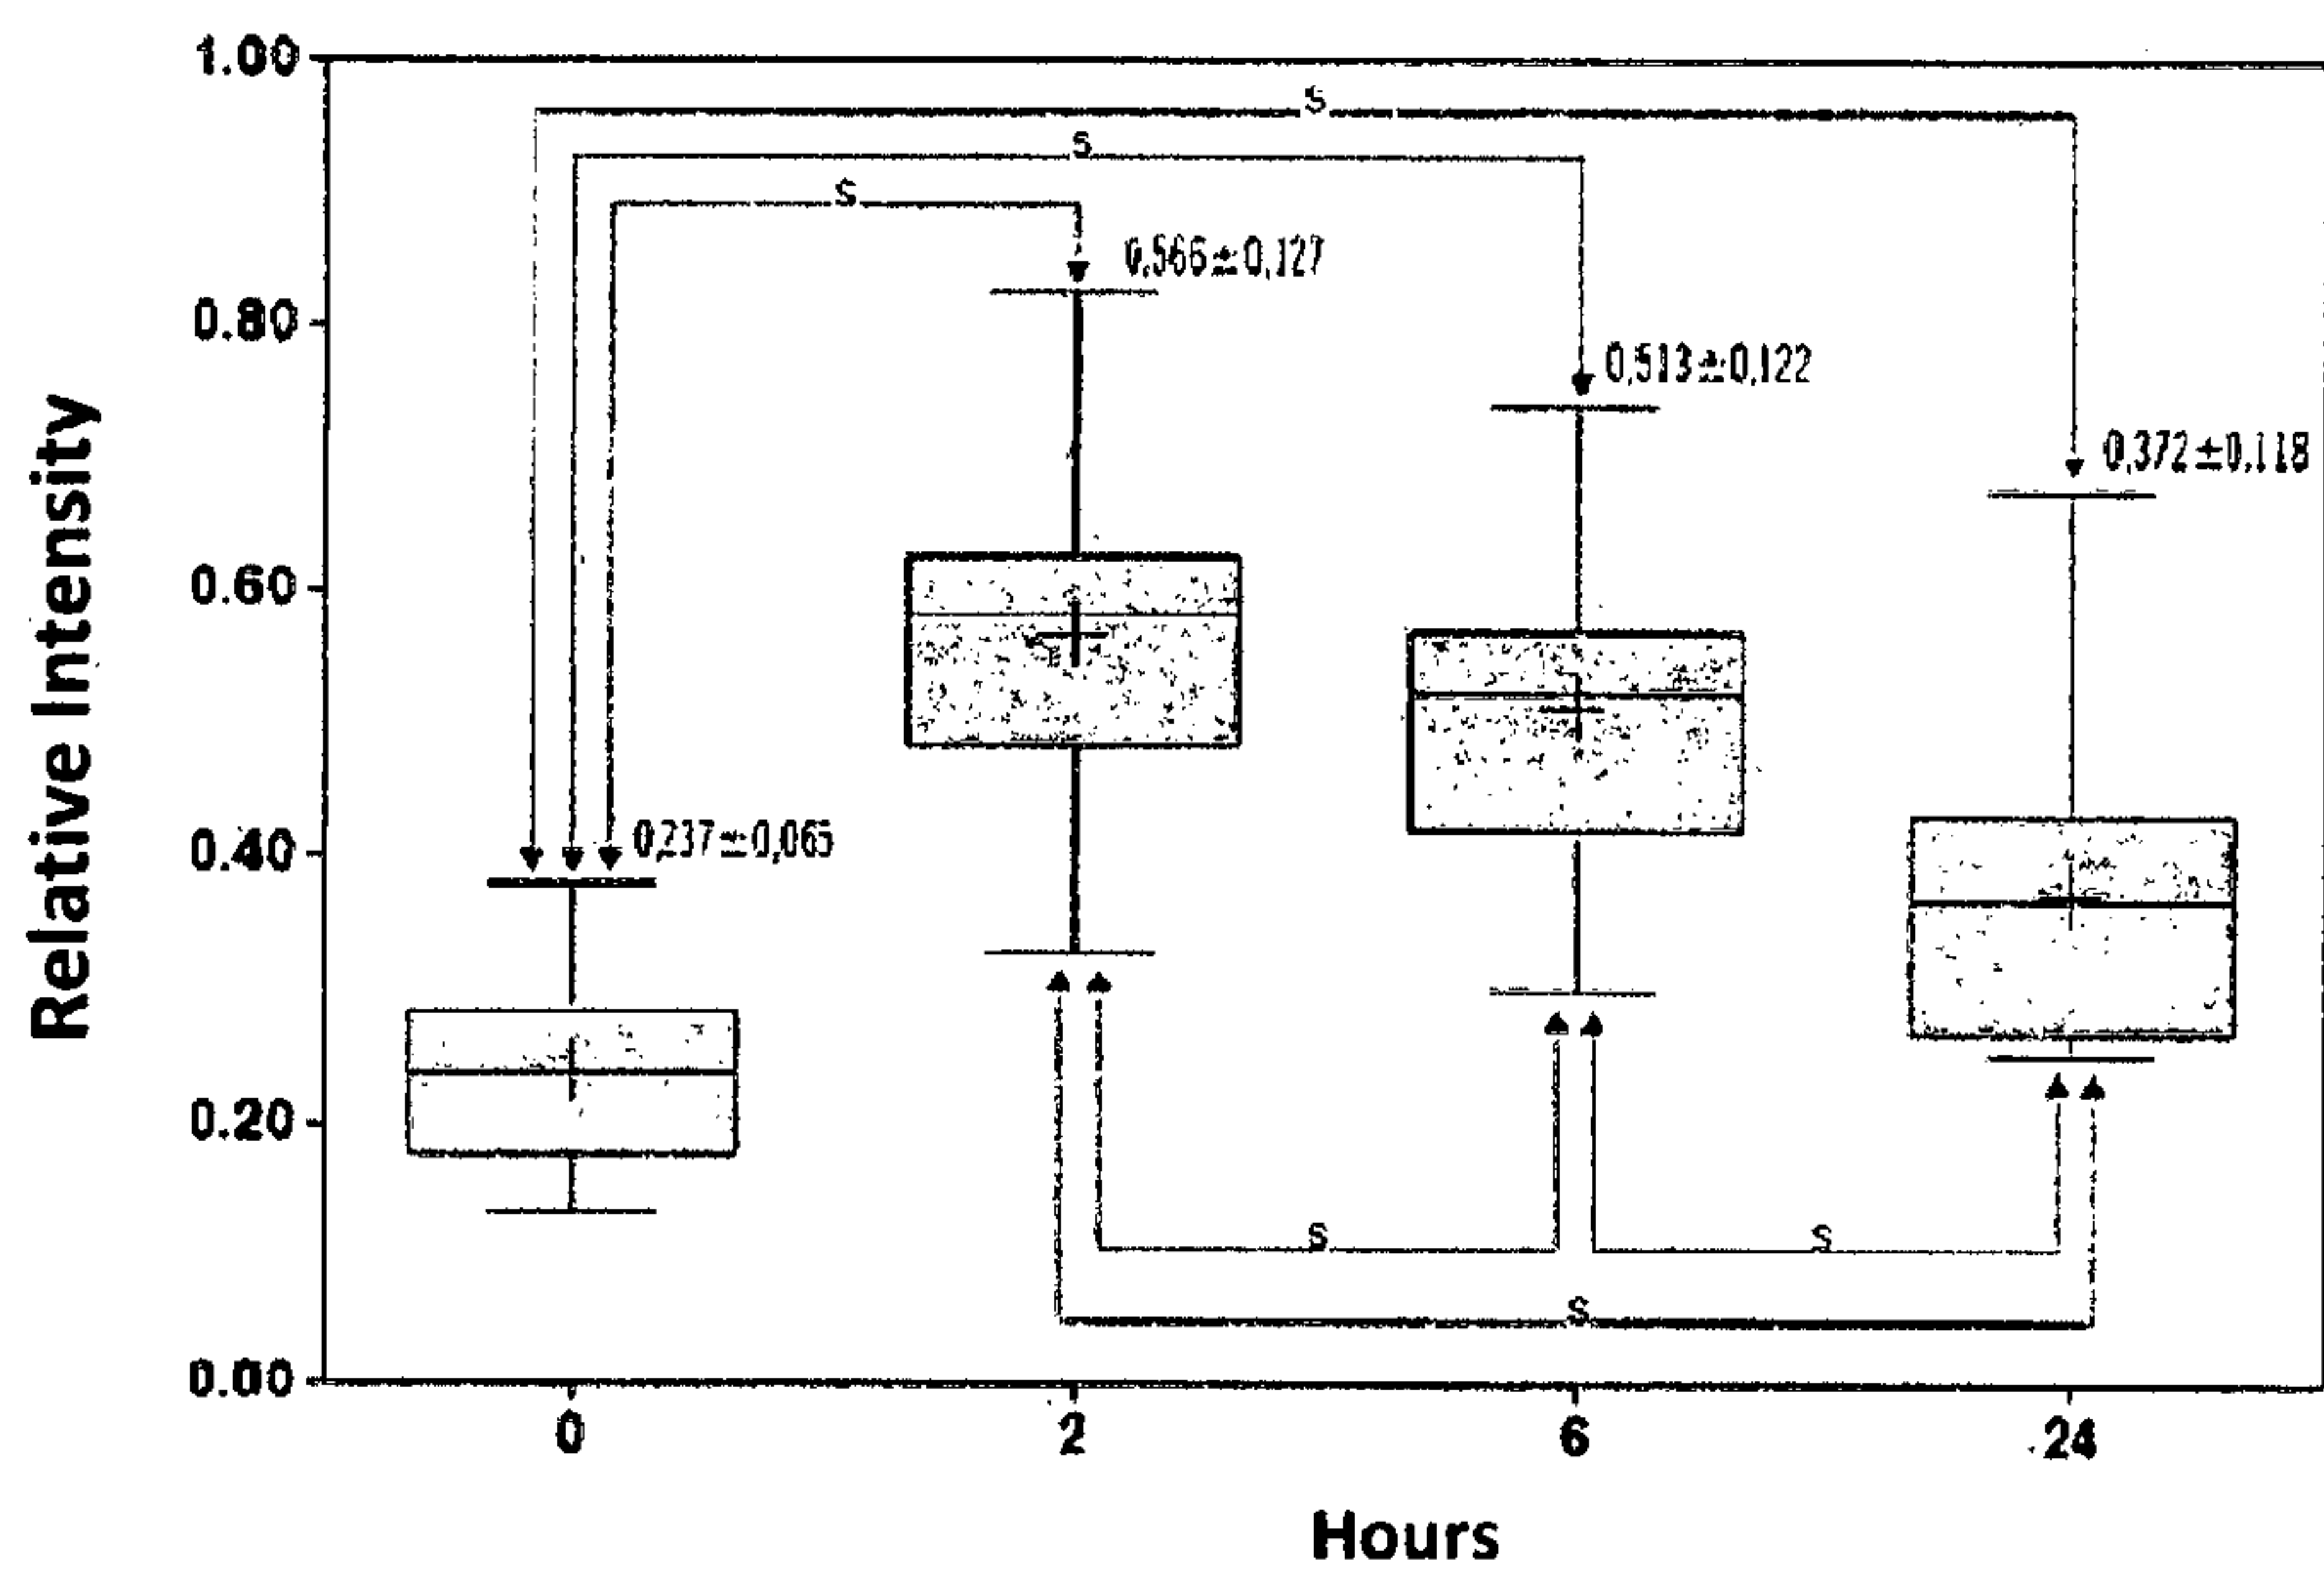 1.00
S
S
S
0,566±0,127
0.80
0,513±0,122
0,372±0,118
0.60
0,237±0,065
0.40
0.20
S
S
S
0.00
0
2
6
24
Hours
Relative Intensity